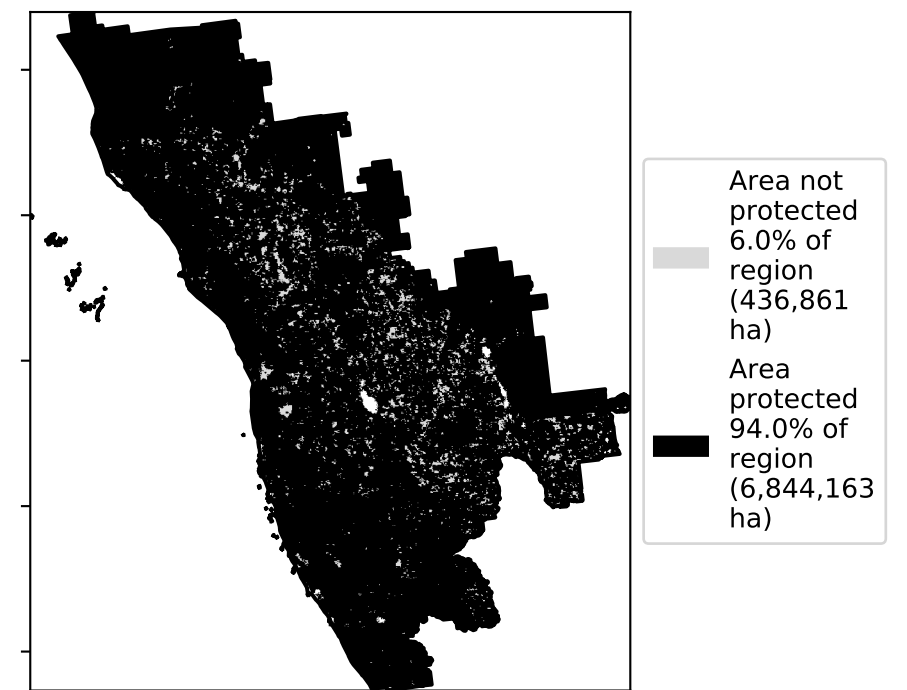 Area not
protected
6.0% of
region
(436,861
ha)
Area
protected
94.0% of
region
(6,844,163
ha)